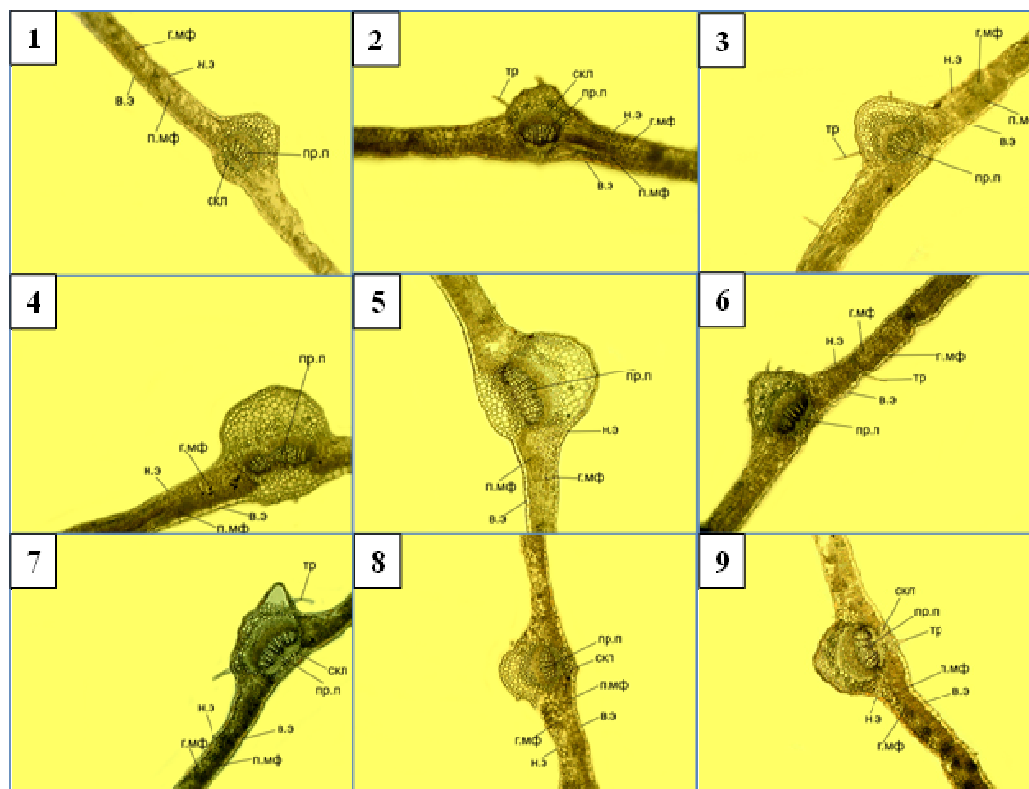 1
г.мф
н.э
в.э
п.мф
пр.п
скл
2
тр
скл
пр.п
н.э
г.мф
в.э
п.мф
3
г.мф
н.э
п.м
в.э
тр
пр.п
4
пр.п
г.мф
н.э
в.э
п.мф
5
пр.п
н.э
г.мф
п.мф
в.э
6
г.мф
н.э
г.мф
тр
в.э
пр.п
7
тр
скл
пр.п
н.э
в.э
г.мф
п.мф
8
пр.п
скл
п.мф
в.э
г.мф
н.э
9
скл
пр.п
тр
п.мф
в.э
н.э
г.мф